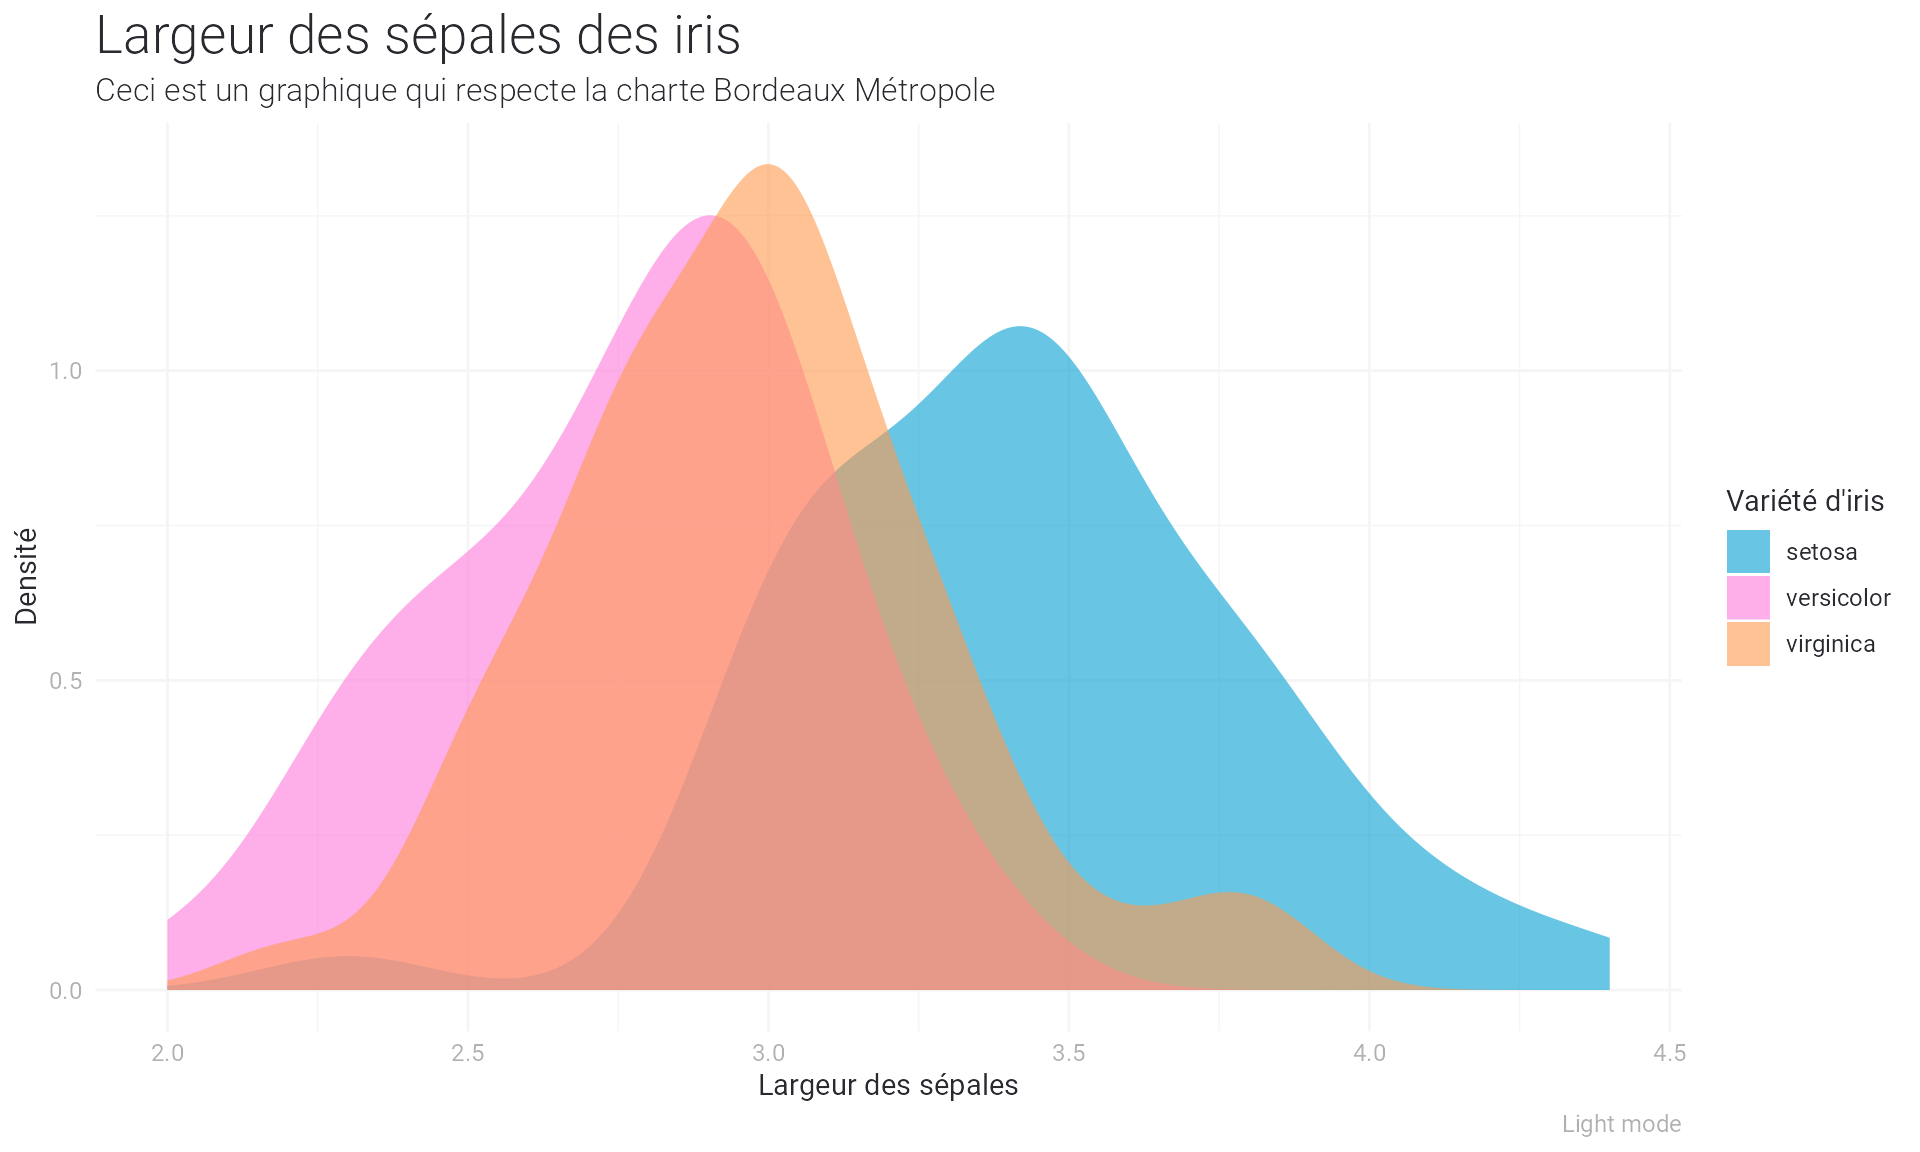 Largeur des sépales des iris
Ceci est un graphique qui respecte la charte Bordeaux Métropole
Densité
1.0
0.5
0.0
2.0 2.5 3.0 3.5 4.0 4.5
Largeur des sépales
Variété d'iris
setosa
versicolor
virginica
Light mode